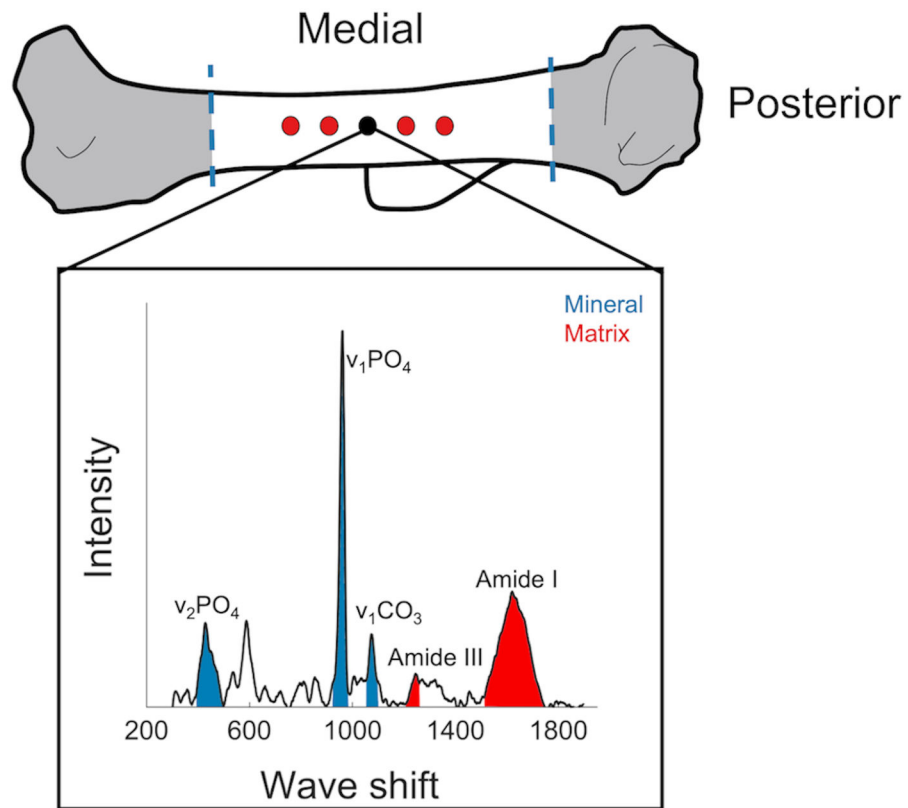 Medial
Posterior
Mineral
Matrix
v₁PO₄
Intensity
Amide I
v₂PO₄
v₁CO₃
Amide III
200 600 1000 1400 1800
Wave shift